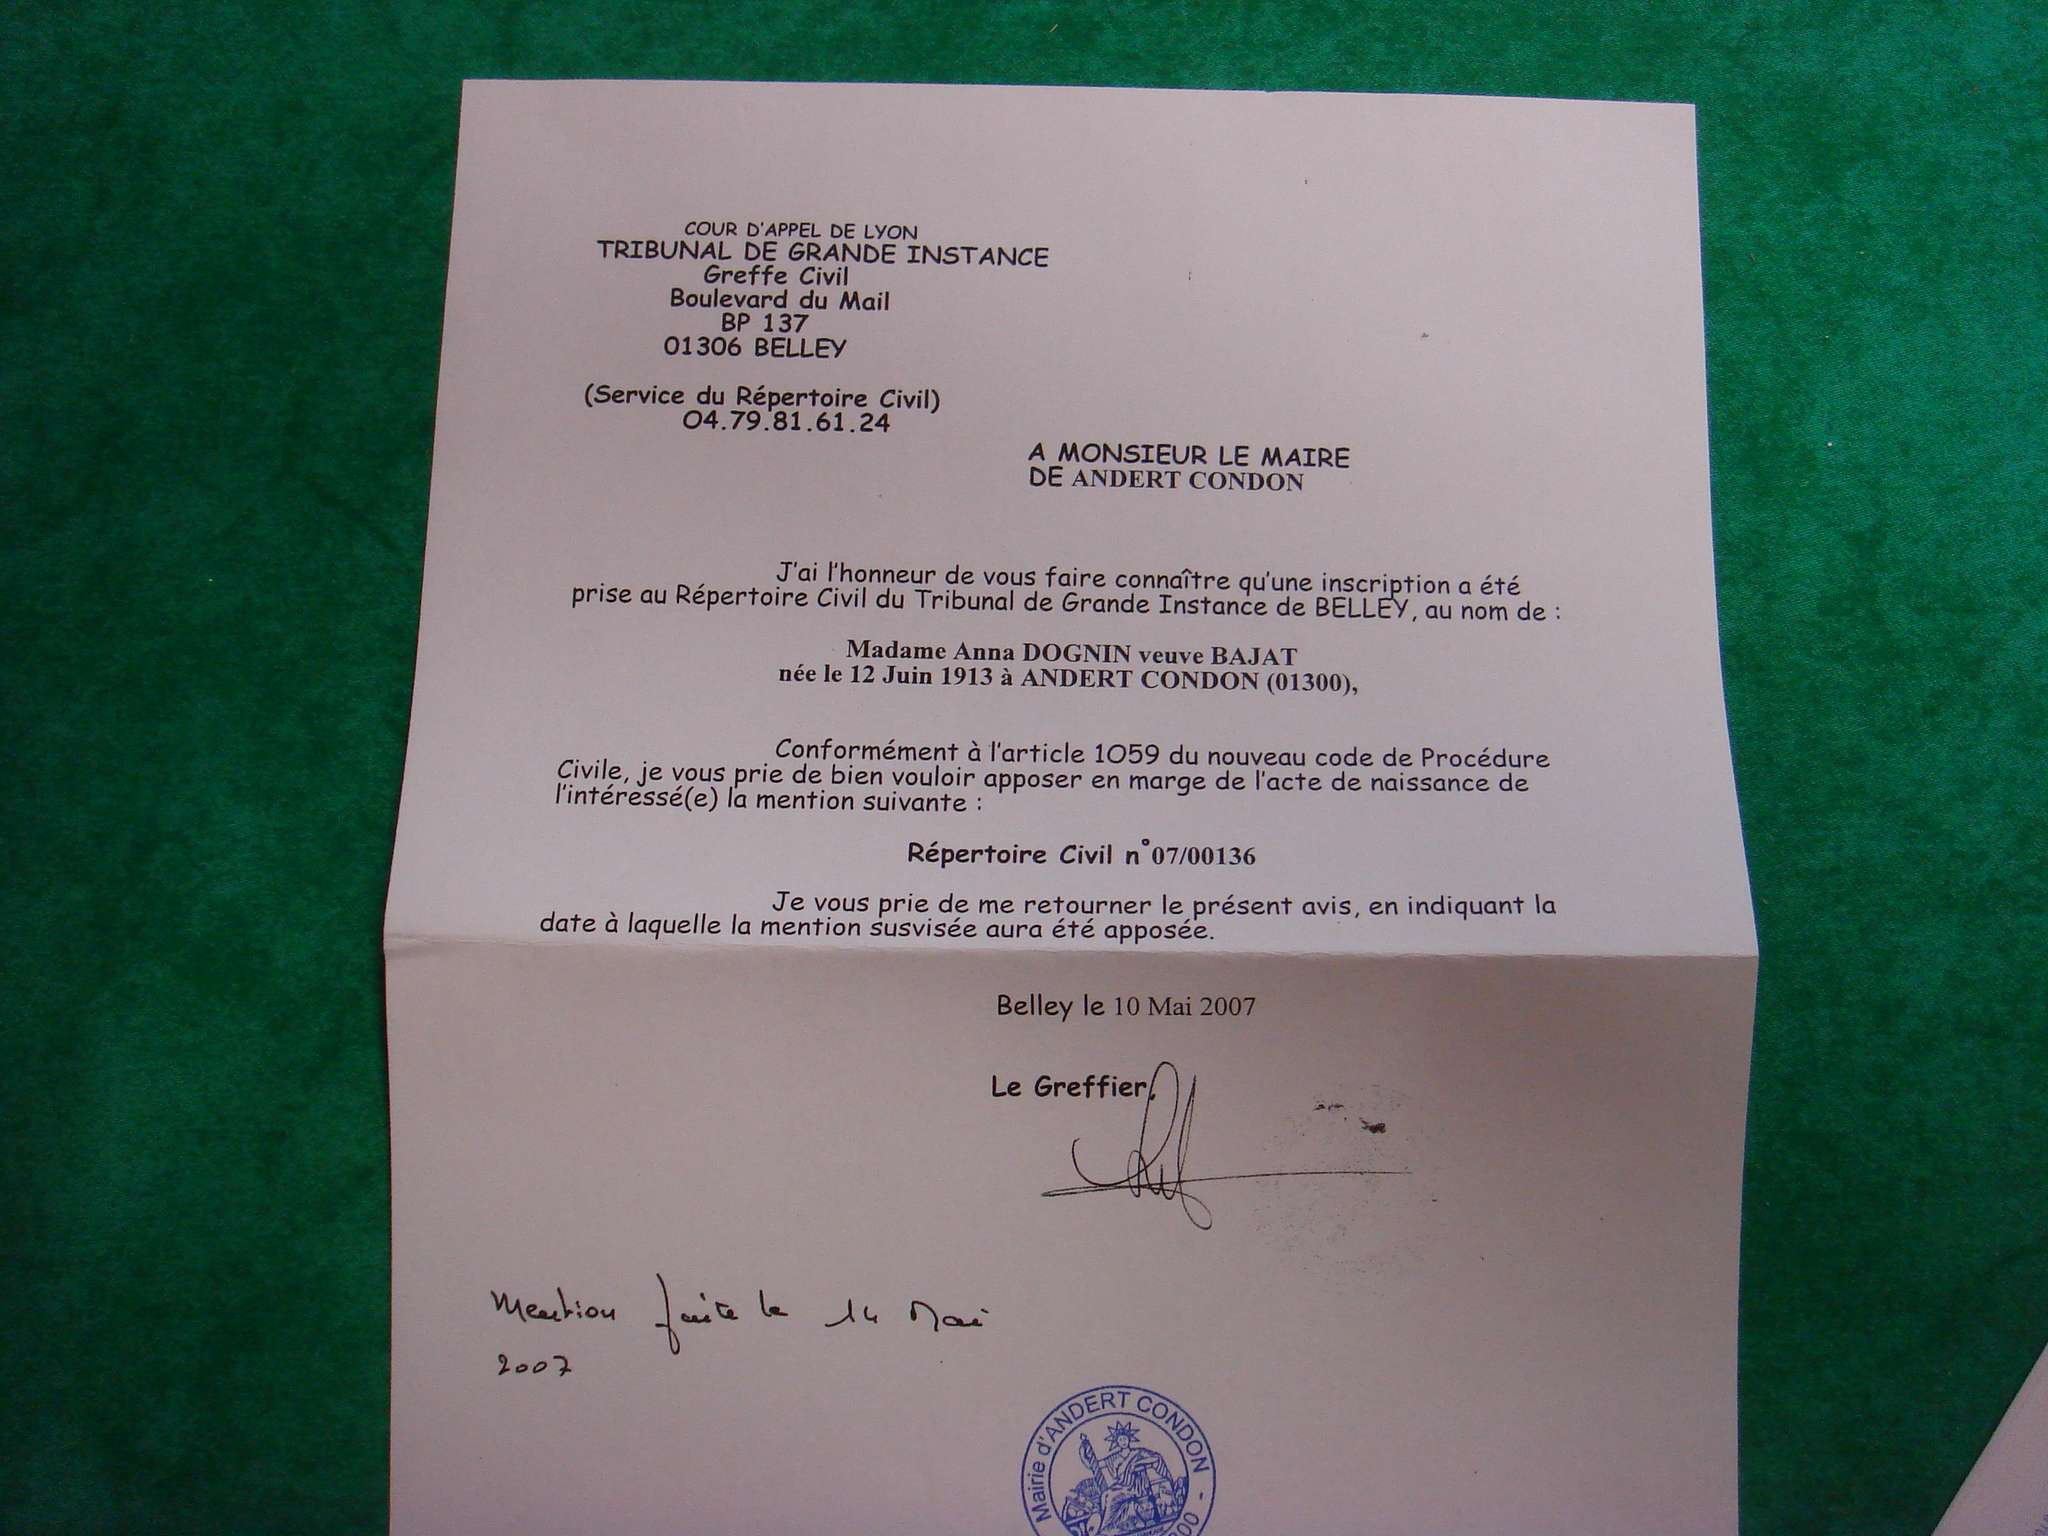 COUR D'APPEL DE LYON
TRIBUNAL DE GRANDE INSTANCE
Greffe Civil
Boulevard du Mail
BP 137
01306 BELLEY
(Service du Répertoire Civil)
04.79.81.61.24
A MONSIEUR LE MAIRE
DE ANDERT CONDON
J'ai l'honneur de vous faire connaître qu'une inscription a été
prise au Répertoire Civil du Tribunal de Grande Instance de BELLEY, au nom de :
Madame Anna DOGNIN veuve BAJAT
née le 12 Juin 1913 à ANDERT CONDON (01300),
Conformément à l'article 1059 du nouveau code de Procédure
Civile, je vous prie de bien vouloir apposer en marge de l'acte de naissance de
l'intéressé(e) la mention suivante :
Répertoire Civil n°07/00136
Je vous prie de me retourner le présent avis, en indiquant la
date à laquelle la mention susvisée aura été apposée.
Belley le 10 Mai 2007
Le Greffier,
Mention faite le 14 Mai
2007
Mairie d'ANDERT CONDON